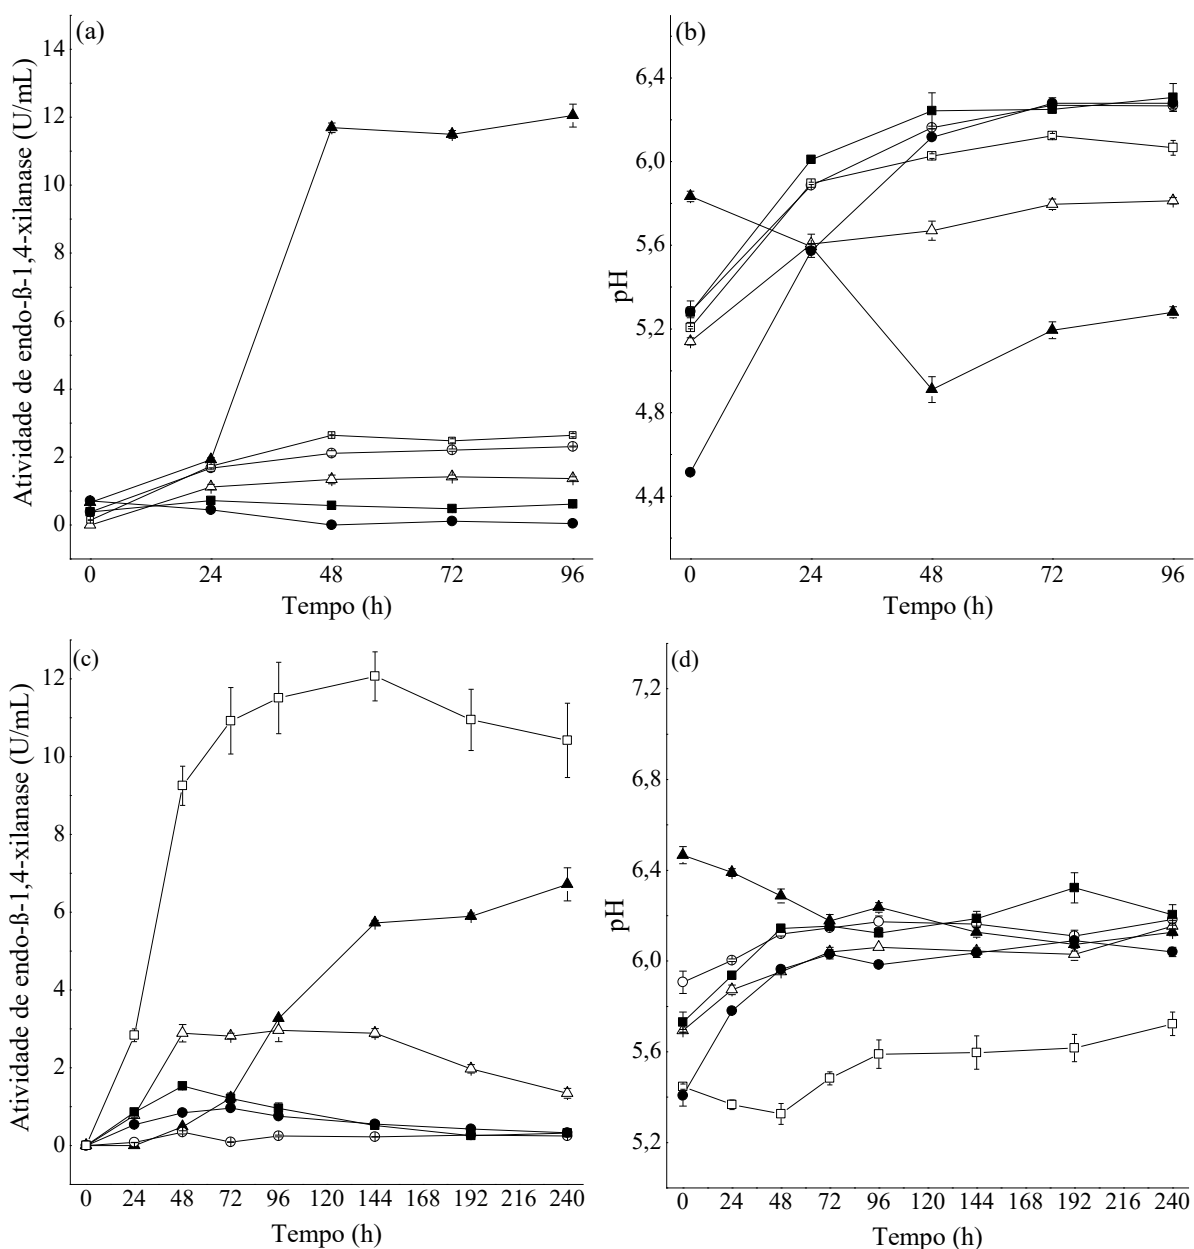 (a)
Atividade de endo-ß-1,4-xilanase (U/mL)
14
12
10
8
6
4
2
0
0 24 48 72 96
Tempo (h)
(b)
pH
6,4
6,0
5,6
5,2
4,8
4,4
0 24 48 72 96
Tempo (h)
(c)
Atividade de endo-ß-1,4-xilanase (U/mL)
12
10
8
6
4
2
0
0 24 48 72 96 120 144 168 192 216 240
Tempo (h)
(d)
pH
7,2
6,8
6,4
6,0
5,6
5,2
0 24 48 72 96 120 144 168 192 216 240
Tempo (h)